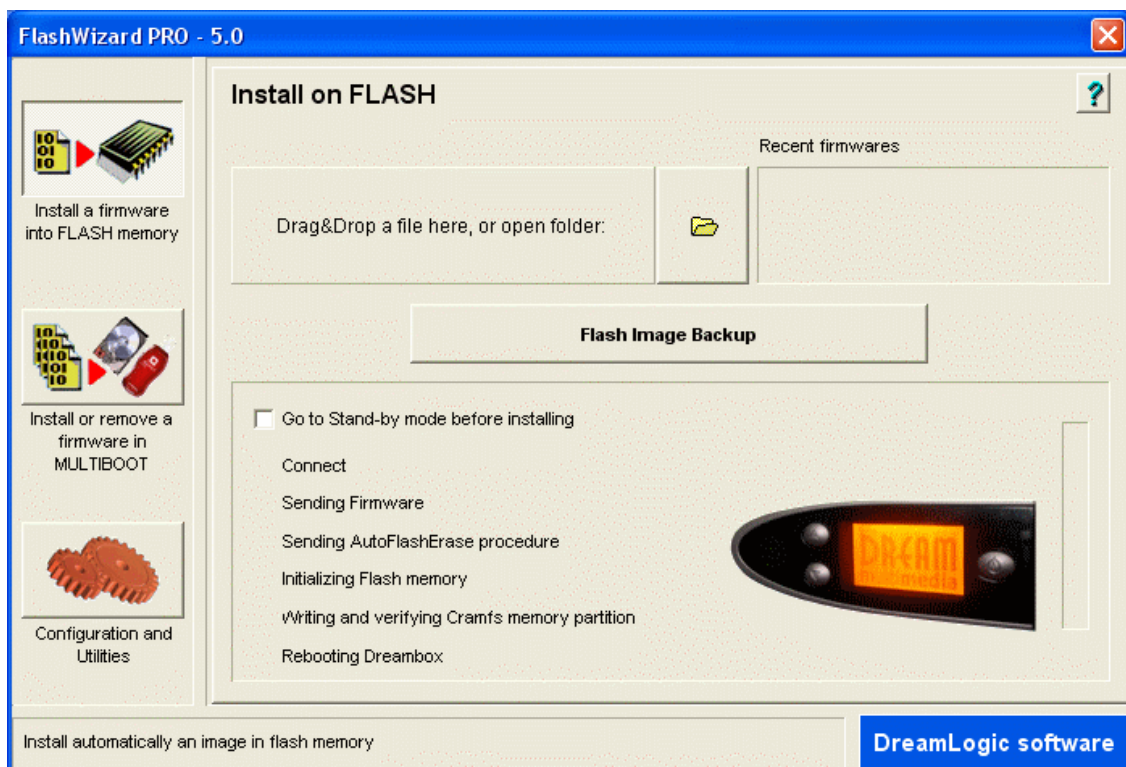 FlashWizard PRO - 5.0
Install on FLASH
?
Install a firmware
into FLASH memory
Recent firmwares
Drag&Drop a file here, or open folder:
Flash Image Backup
Install or remove a
firmware in
MULTIBOOT
Go to Stand-by mode before installing
Connect
Sending Firmware
Sending AutoFlashErase procedure
Initializing Flash memory
Writing and verifying Cramfs memory partition
Rebooting Dreambox
DREAM
multimedia
Configuration and
Utilities
Install automatically an image in flash memory
DreamLogic software